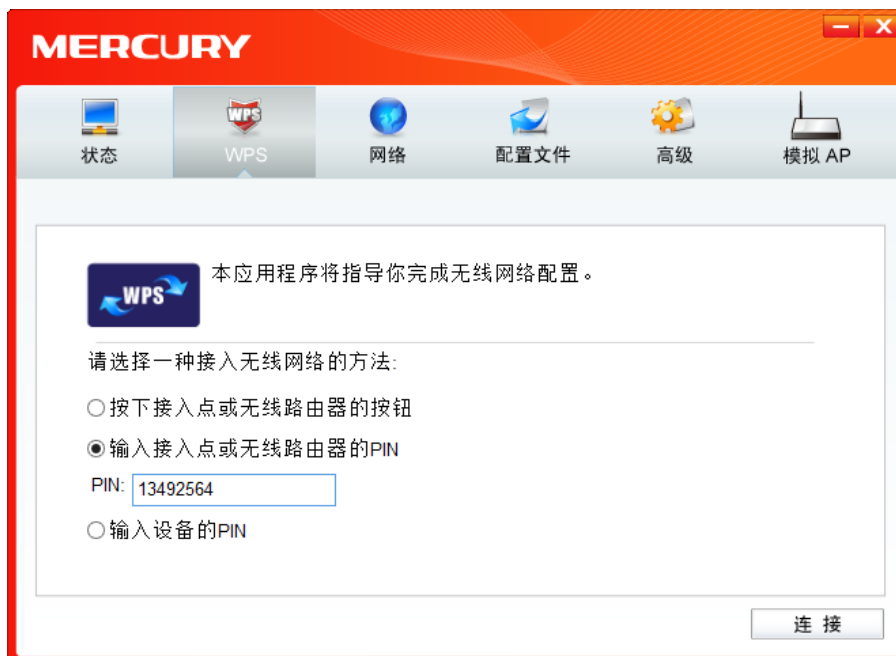 MERCURY
状态 WPS 网络 配置文件 高级 模拟 AP
WPS 本应用程序将指导你完成无线网络配置。
请选择一种接入无线网络的方法:
按下接入点或无线路由器的按钮
输入接入点或无线路由器的PIN
PIN: 13492564
输入设备的PIN
连 接